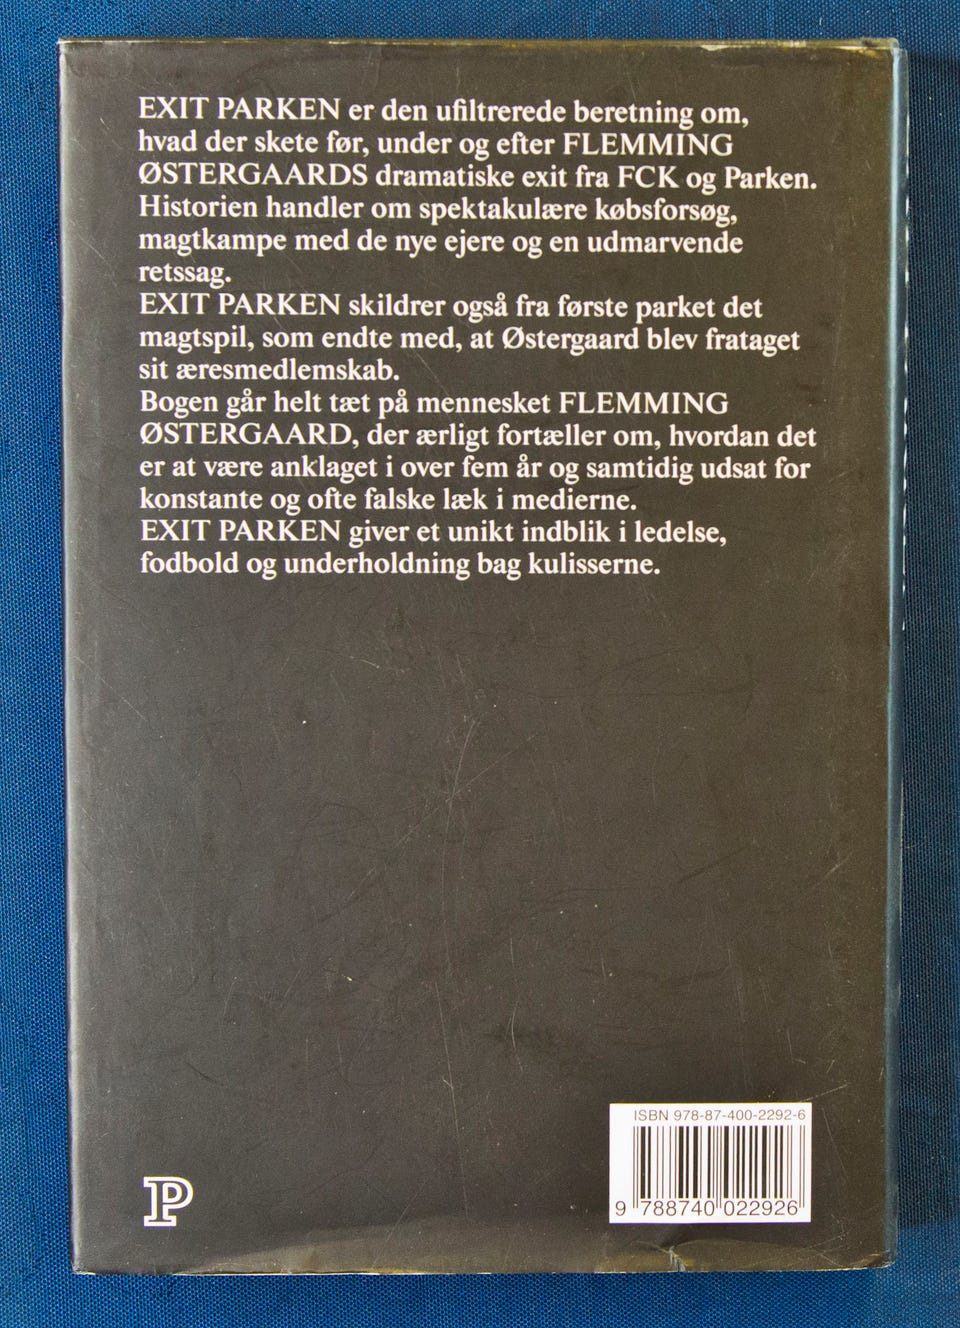 EXIT PARKEN er den ufiltrerede beretning om,
hvad der skete før, under og efter FLEMMING
ØSTERGAARDS dramatiske exit fra FCK og Parken.
Historien handler om spektakulære købsforsøg,
magtkampe med de nye ejere og en udmarvende
retssag.
EXIT PARKEN skildrer også fra første parket det
magtspil, som endte med, at Østergaard blev frataget
sit æresmedlemskab.
Bogen går helt tæt på mennesket FLEMMING
ØSTERGAARD, der ærligt fortæller om, hvordan det
er at være anklaget i over fem år og samtidig udsat for
konstante og ofte falske læk i medierne.
EXIT PARKEN giver et unikt indblik i ledelse,
fodbold og underholdning bag kulisserne.
ISBN 978-87-400-2292-6
9 788740 022926
P